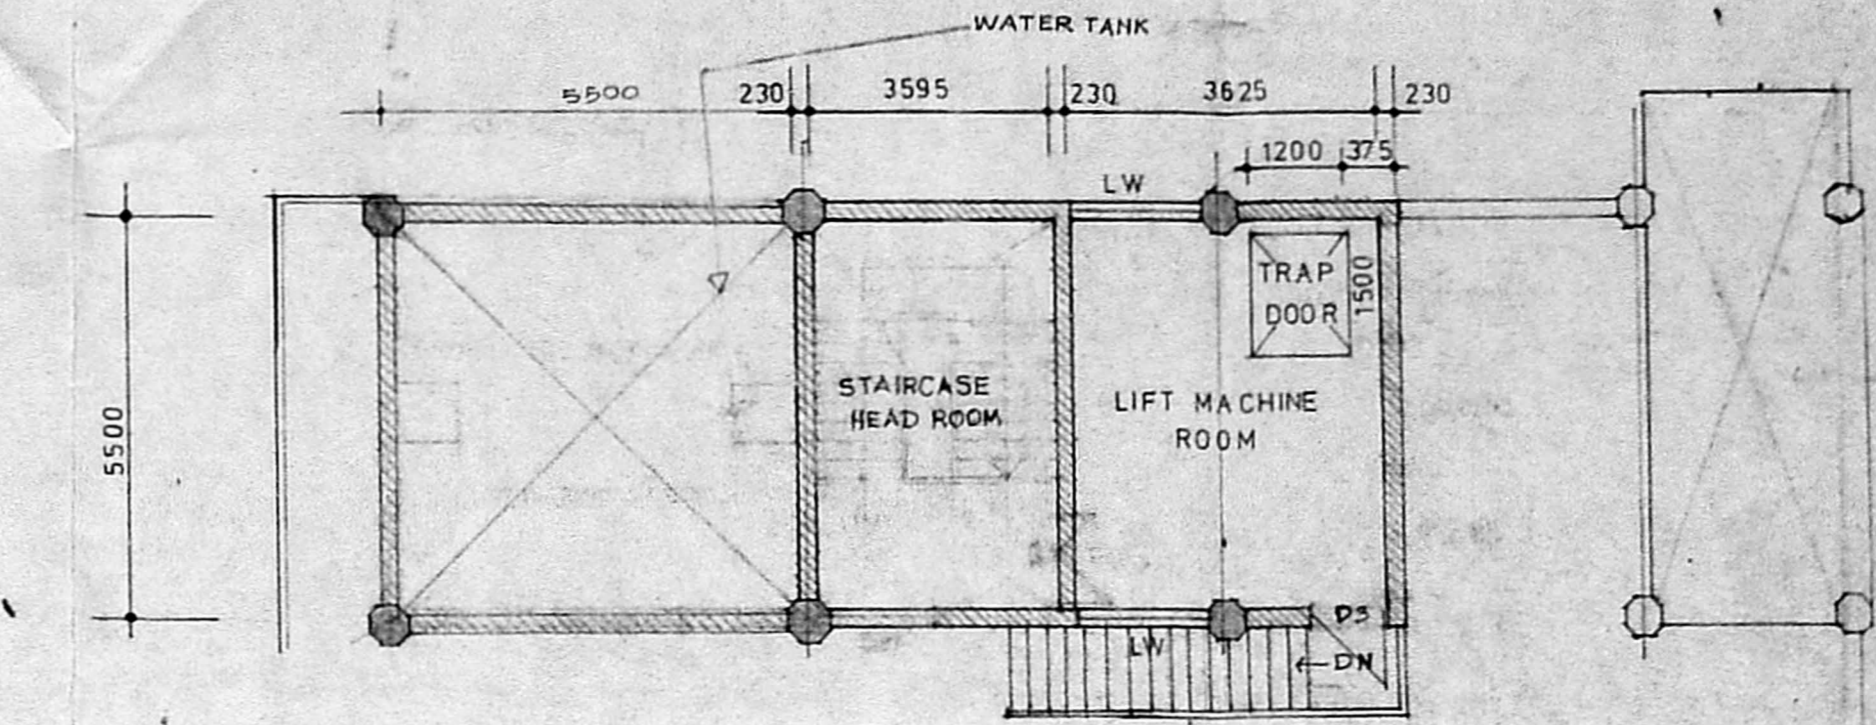 WATER TANK
5500 230 3595 230 3625 230
1200 375
LW
TRAP
DOOR
1500
STAIRCASE
HEAD ROOM
LIFT MACHINE
ROOM
5500
D3
LW
←DN